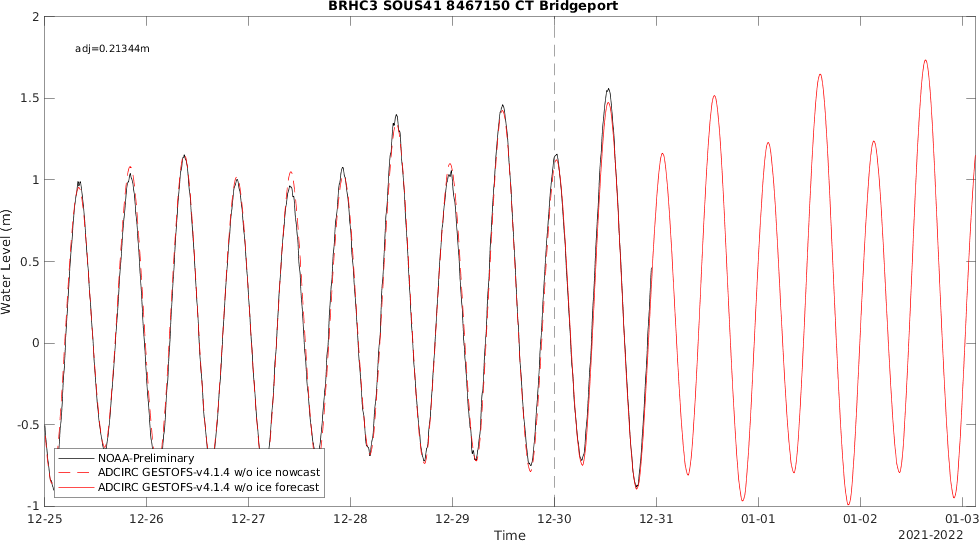 BRHC3 SOUS41 8467150 CT Bridgeport
adj=0.21344m
2
1.5
1
0.5
0
-0.5
-1
Water Level (m)
NOAA-Preliminary
ADCIRC GESTOFS-v4.1.4 w/o ice nowcast
ADCIRC GESTOFS-v4.1.4 w/o ice forecast
12-25 12-26 12-27 12-28 12-29 12-30 12-31 01-01 01-02 01-03
Time
2021-2022